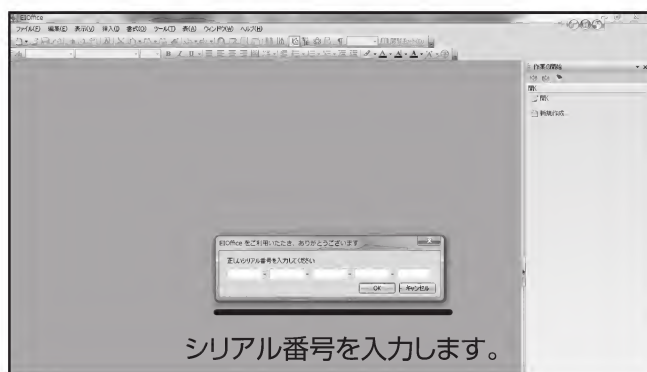 EIOffice
ファイル(F) 編集(E) 表示(V) 挿入(I) 書式(O) ツール(T) 表(A) ウィンドウ(W) ヘルプ(H)
作業の開始
開く
開く
新規作成...
EIOffice をご利用いただき、ありがとうございます
正しいシリアル番号を入力してください
OK キャンセル
シリアル番号を入力します。